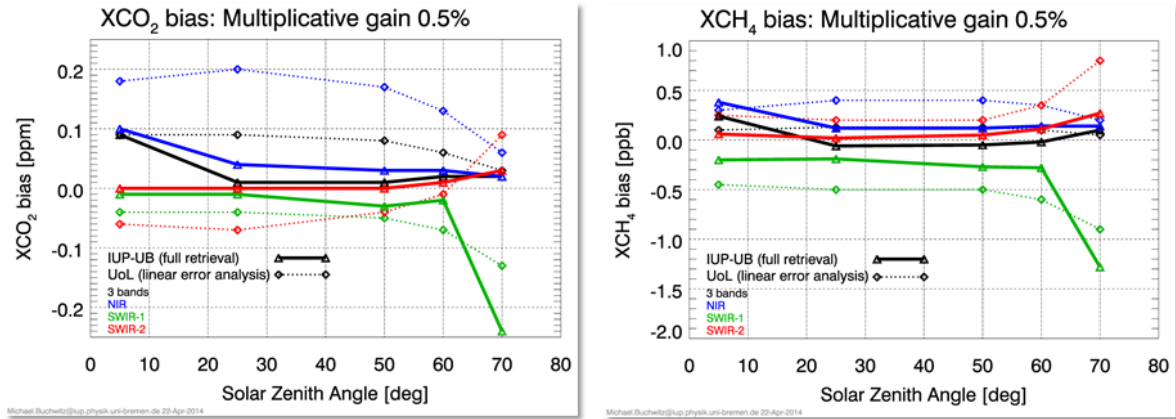 XCO₂ bias: Multiplicative gain 0.5%
XCO₂ bias [ppm]
0.2
0.1
0.0
-0.1
-0.2
IUP-UB (full retrieval)
UoL (linear error analysis)
3 bands
NIR
SWIR-1
SWIR-2
0 10 20 30 40 50 60 70 80
Solar Zenith Angle [deg]
Michael.Buchwitz@iup.physik.uni-bremen.de 22-Apr-2014
XCH₄ bias: Multiplicative gain 0.5%
XCH₄ bias [ppb]
1.0
0.5
0.0
-0.5
-1.0
-1.5
-2.0
IUP-UB (full retrieval)
UoL (linear error analysis)
3 bands
NIR
SWIR-1
SWIR-2
0 10 20 30 40 50 60 70 80
Solar Zenith Angle [deg]
Michael.Buchwitz@iup.physik.uni-bremen.de 22-Apr-2014